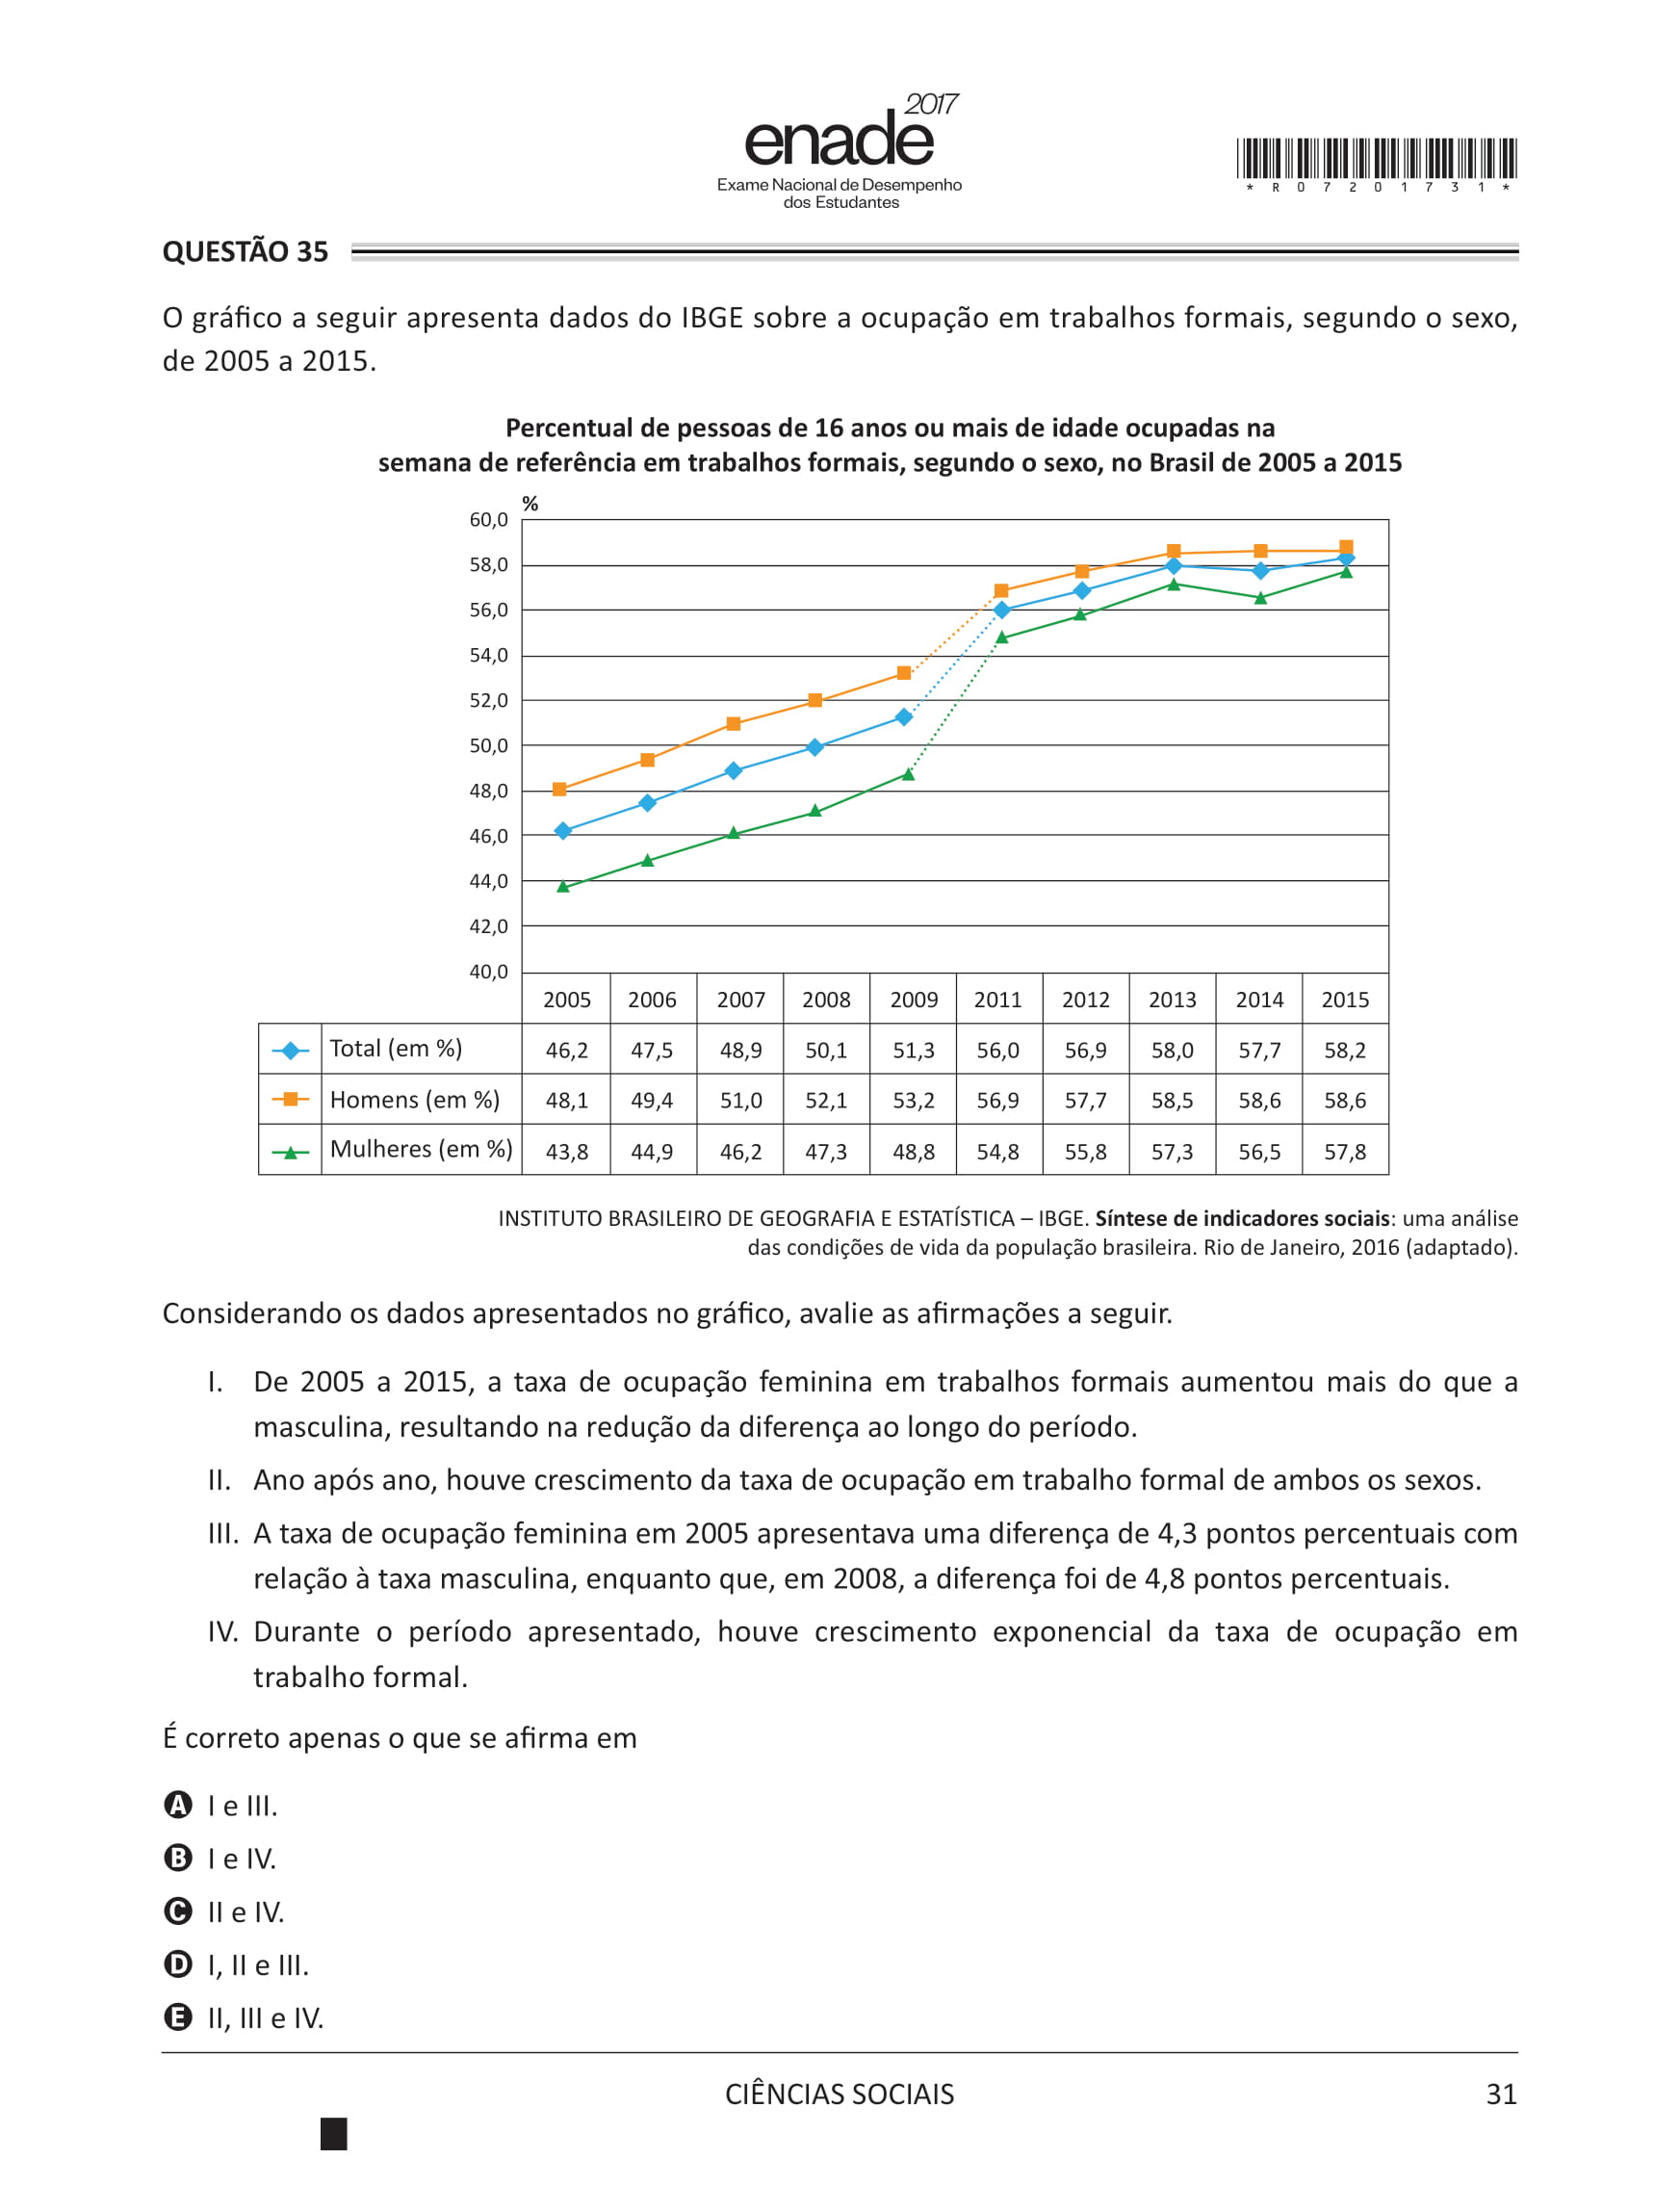 2017
enade
Exame Nacional de Desempenho
dos Estudantes
* R 0 7 2 0 1 7 3 1 *
QUESTÃO 35
O gráfico a seguir apresenta dados do IBGE sobre a ocupação em trabalhos formais, segundo o sexo,
de 2005 a 2015.
Percentual de pessoas de 16 anos ou mais de idade ocupadas na
semana de referência em trabalhos formais, segundo o sexo, no Brasil de 2005 a 2015
%
60,0
58,0
56,0
54,0
52,0
50,0
48,0
46,0
44,0
42,0
40,0
2005 2006 2007 2008 2009 2011 2012 2013 2014 2015
Total (em %) 46,2 47,5 48,9 50,1 51,3 56,0 56,9 58,0 57,7 58,2
Homens (em %) 48,1 49,4 51,0 52,1 53,2 56,9 57,7 58,5 58,6 58,6
Mulheres (em %) 43,8 44,9 46,2 47,3 48,8 54,8 55,8 57,3 56,5 57,8
INSTITUTO BRASILEIRO DE GEOGRAFIA E ESTATÍSTICA – IBGE. Síntese de indicadores sociais: uma análise
das condições de vida da população brasileira. Rio de Janeiro, 2016 (adaptado).
Considerando os dados apresentados no gráfico, avalie as afirmações a seguir.
I. De 2005 a 2015, a taxa de ocupação feminina em trabalhos formais aumentou mais do que a
masculina, resultando na redução da diferença ao longo do período.
II. Ano após ano, houve crescimento da taxa de ocupação em trabalho formal de ambos os sexos.
III. A taxa de ocupação feminina em 2005 apresentava uma diferença de 4,3 pontos percentuais com
relação à taxa masculina, enquanto que, em 2008, a diferença foi de 4,8 pontos percentuais.
IV. Durante o período apresentado, houve crescimento exponencial da taxa de ocupação em
trabalho formal.
É correto apenas o que se afirma em
A I e III.
B I e IV.
C II e IV.
D I, II e III.
E II, III e IV.
CIÊNCIAS SOCIAIS
31